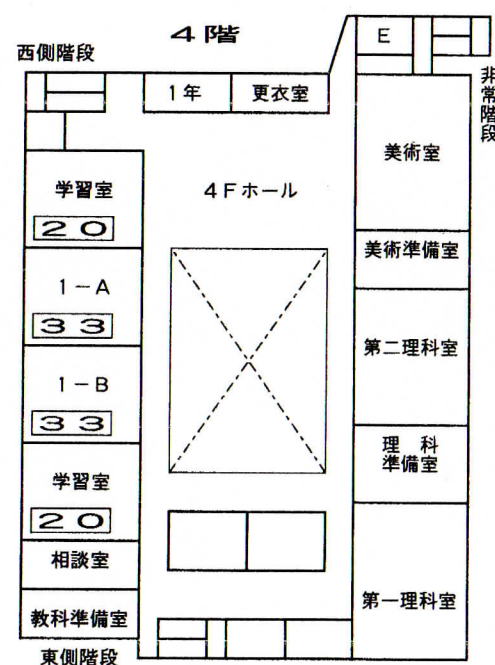 4階
西側階段
E
非常階段
1年
更衣室
美術室
学習室
20
4Fホール
美術準備室
1-A
33
第二理科室
1-B
33
理科
準備室
学習室
20
相談室
第一理科室
教科準備室
東側階段